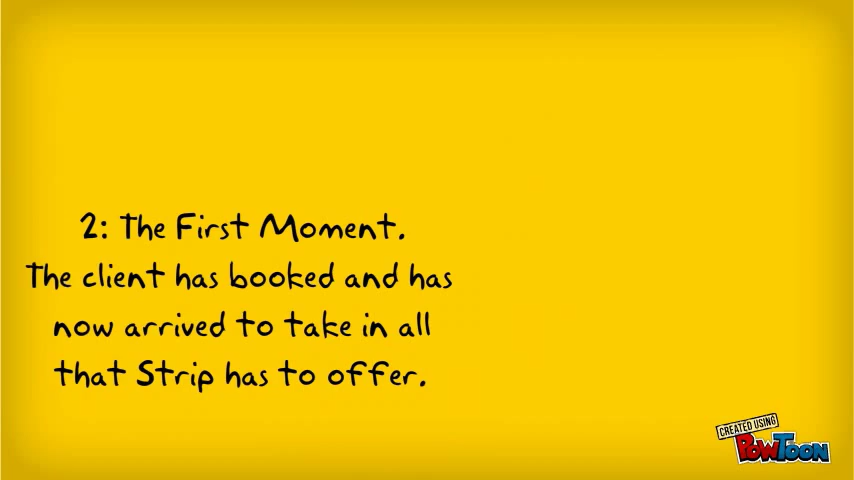 2: The First Moment.
The client has booked and has
now arrived to take in all
that Strip has to offer.
CREATED USING
POWTOON